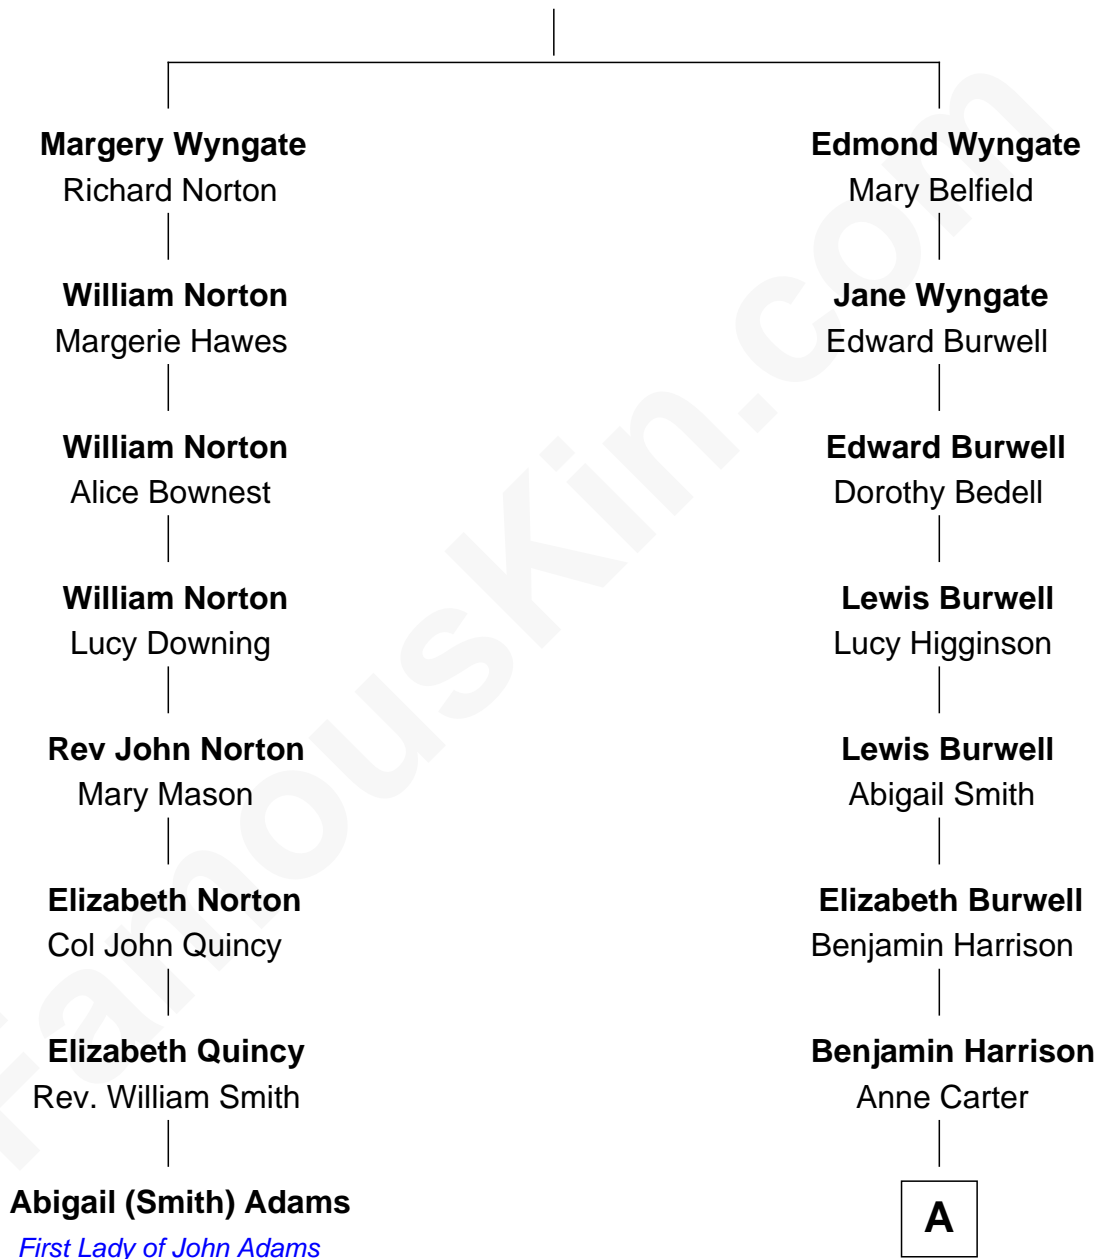 Margery Wyngate
Richard Norton
Edmond Wyngate
Mary Belfield
William Norton
Margerie Hawes
Jane Wyngate
Edward Burwell
William Norton
Alice Bownest
Edward Burwell
Dorothy Bedell
William Norton
Lucy Downing
Lewis Burwell
Lucy Higginson
Rev John Norton
Mary Mason
Lewis Burwell
Abigail Smith
Elizabeth Norton
Col John Quincy
Elizabeth Burwell
Benjamin Harrison
Elizabeth Quincy
Rev. William Smith
Benjamin Harrison
Anne Carter
Abigail (Smith) Adams
First Lady of John Adams
A
FamousKin.com